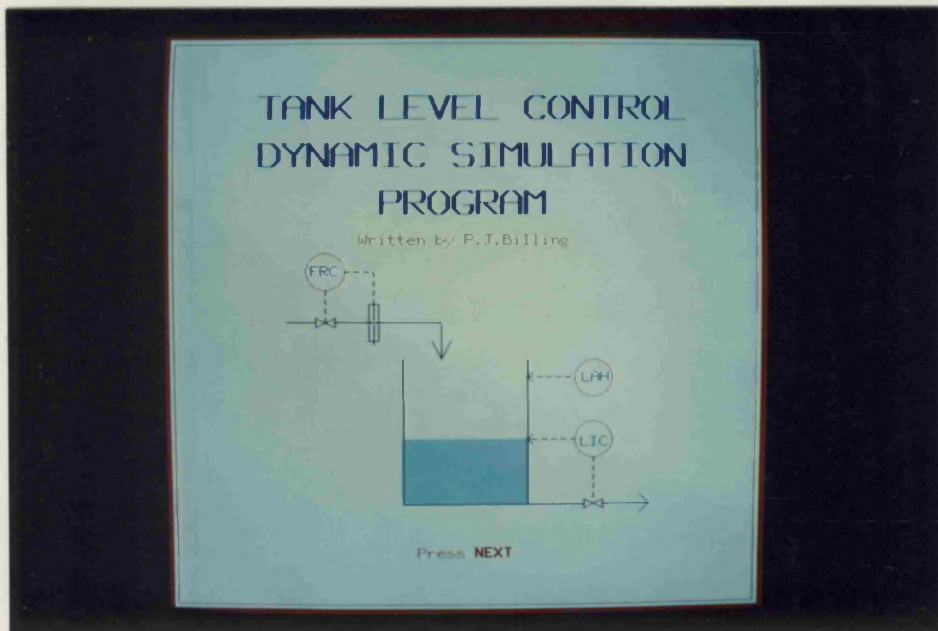 TANK LEVEL CONTROL
DYNAMIC SIMULATION
PROGRAM
Written by P.J.Billing
FRC
LAH
LIC
Press NEXT